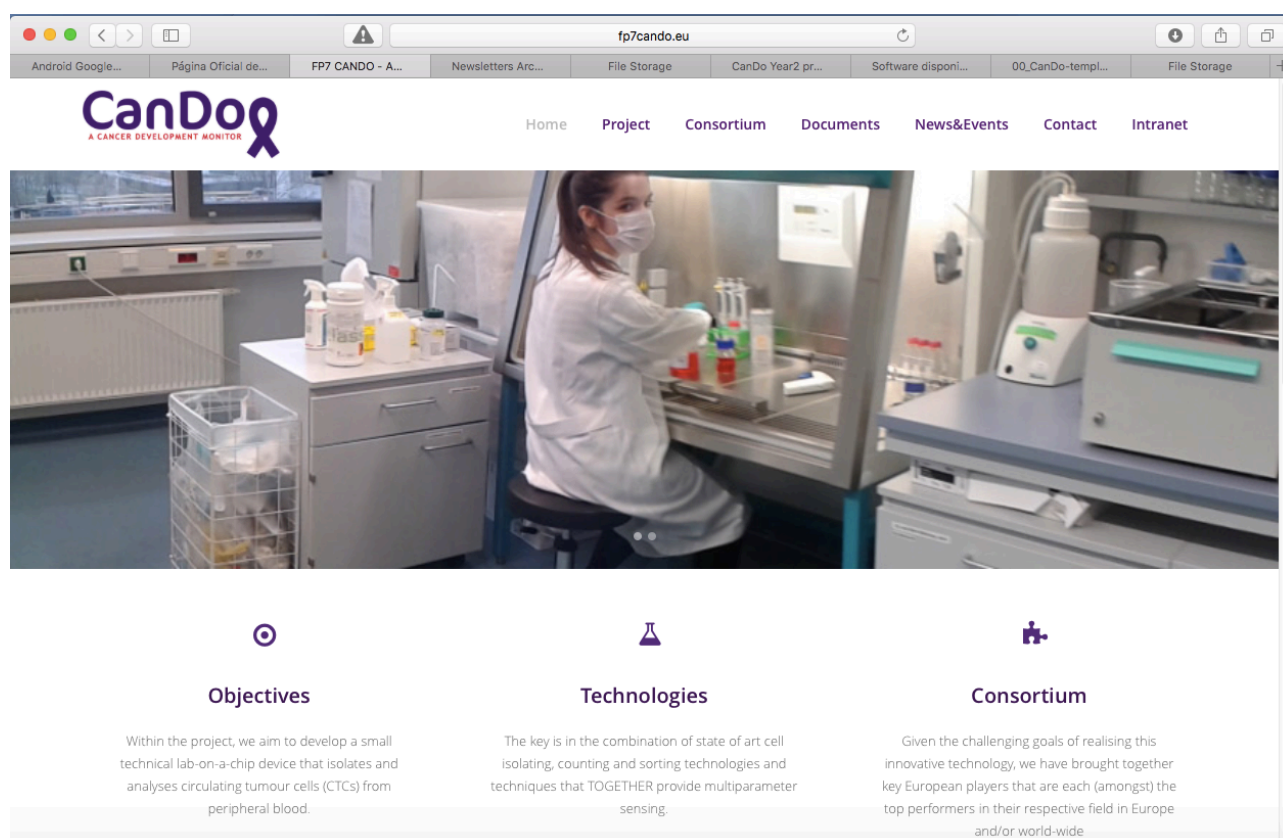 fp7cando.eu
Android Google...
Página Oficial de...
FP7 CANDO - A...
Newsletters Arc...
File Storage
CanDo Year2 pr...
Software disponi...
00_CanDo-templ...
File Storage
CanDo
A CANCER DEVELOPMENT MONITOR
Home
Project
Consortium
Documents
News&Events
Contact
Intranet
Objectives
Within the project, we aim to develop a small
technical lab-on-a-chip device that isolates and
analyses circulating tumour cells (CTCs) from
peripheral blood.
Technologies
The key is in the combination of state of art cell
isolating, counting and sorting technologies and
techniques that TOGETHER provide multiparameter
sensing.
Consortium
Given the challenging goals of realising this
innovative technology, we have brought together
key European players that are each (amongst) the
top performers in their respective field in Europe
and/or world-wide